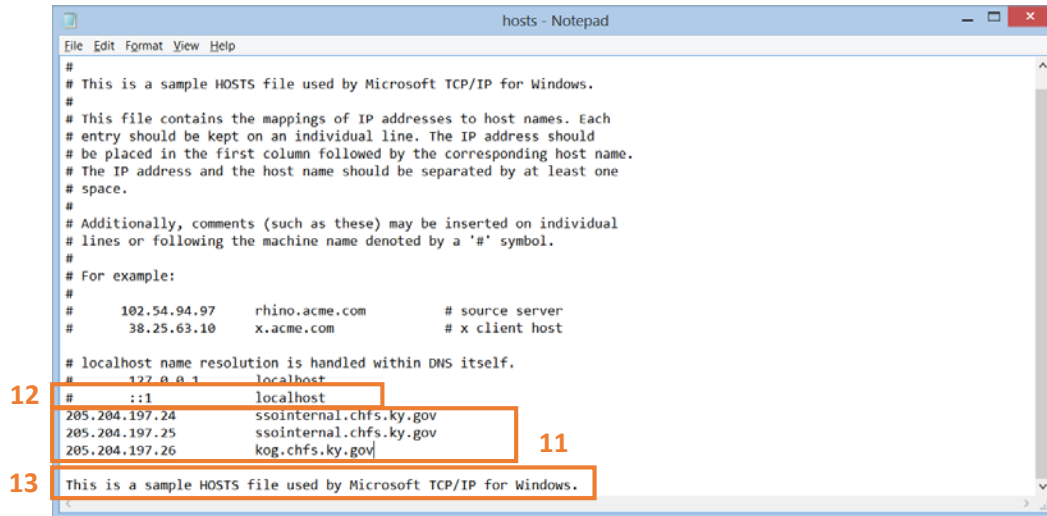 hosts - Notepad
File Edit Format View Help
#
# This is a sample HOSTS file used by Microsoft TCP/IP for Windows.
#
# This file contains the mappings of IP addresses to host names. Each
# entry should be kept on an individual line. The IP address should
# be placed in the first column followed by the corresponding host name.
# The IP address and the host name should be separated by at least one
# space.
#
# Additionally, comments (such as these) may be inserted on individual
# lines or following the machine name denoted by a '#' symbol.
#
# For example:
#
# 102.54.94.97 rhino.acme.com # source server
# 38.25.63.10 x.acme.com # x client host
# localhost name resolution is handled within DNS itself.
# 127.0.0.1 localhost
12 # ::1 localhost
205.204.197.24 ssointernal.chfs.ky.gov
205.204.197.25 ssointernal.chfs.ky.gov 11
205.204.197.26 kog.chfs.ky.gov
13 This is a sample HOSTS file used by Microsoft TCP/IP for Windows.